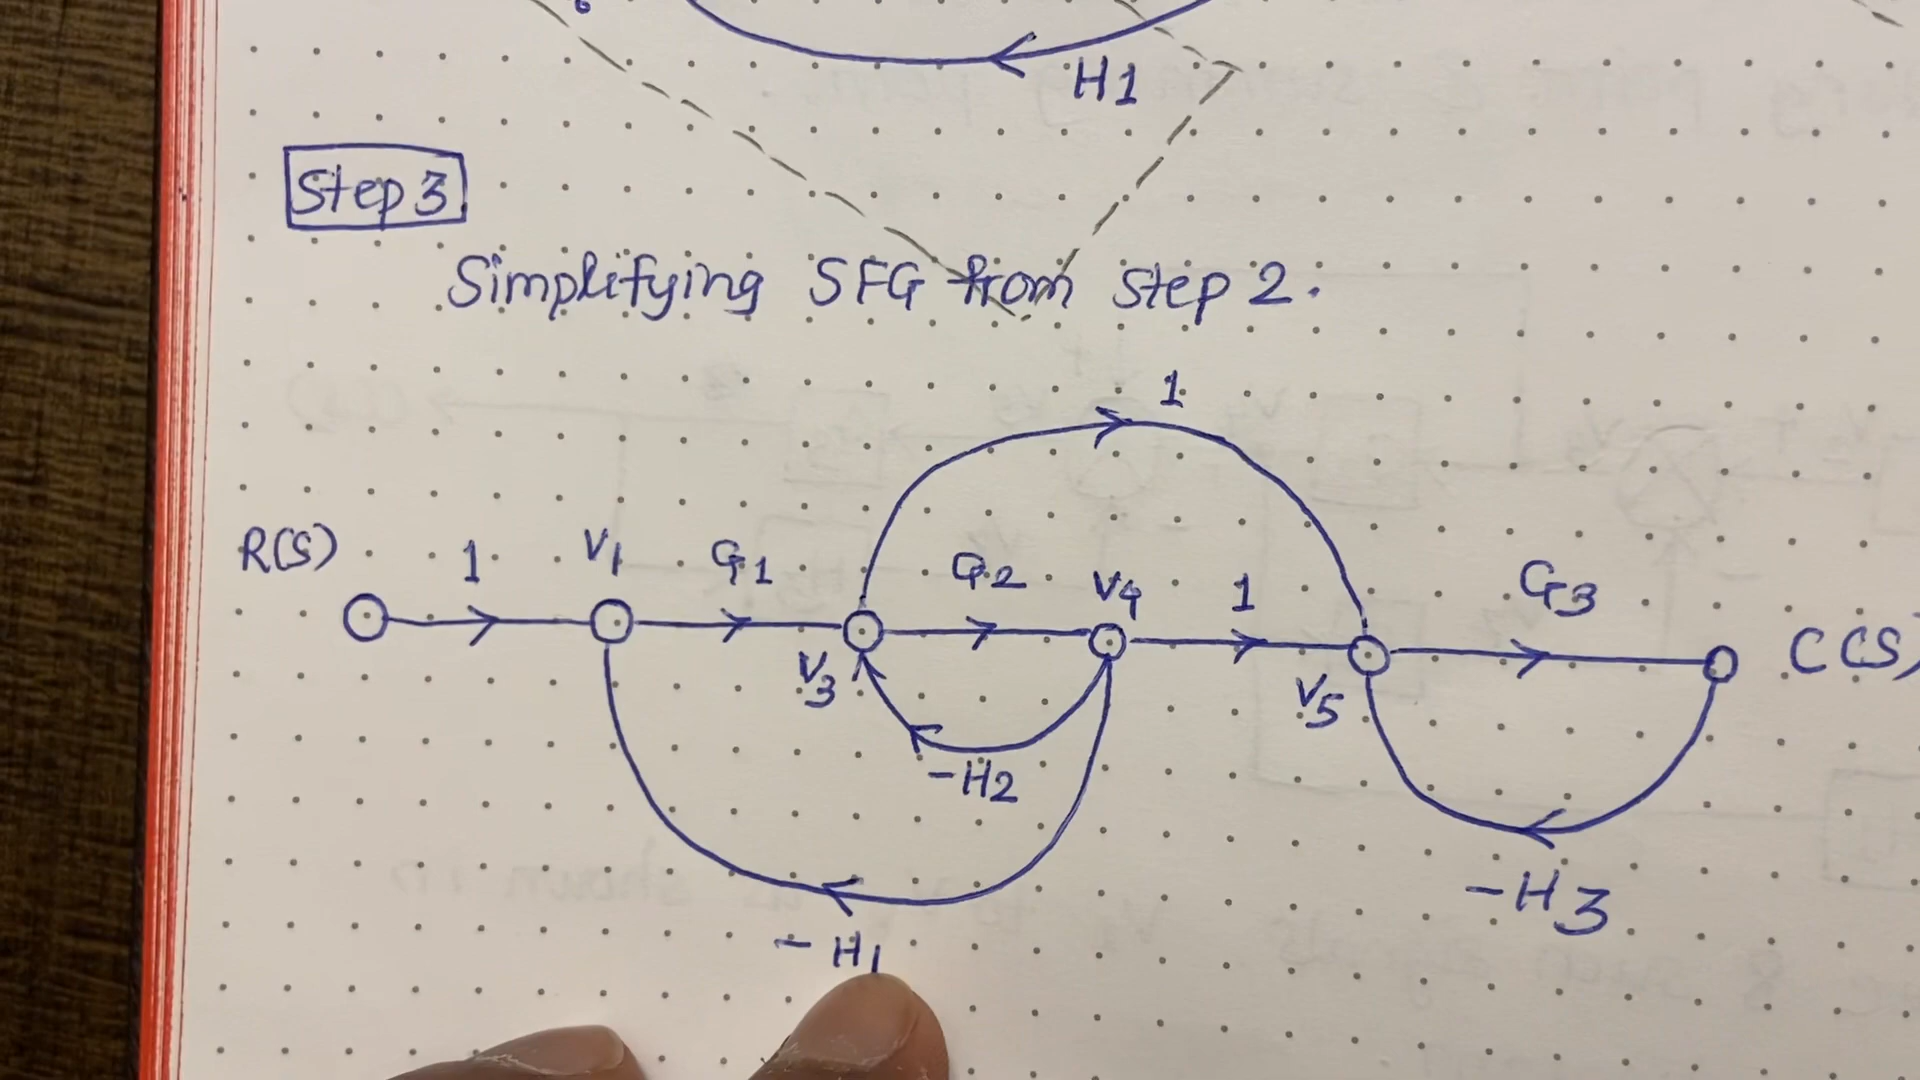 H1
Step 3
Simplifying SFG from Step 2.
1
R(S) 1 V1 G1 G2 V4 1 G3 C(S)
V3 V5
-H2
-H3
-H1